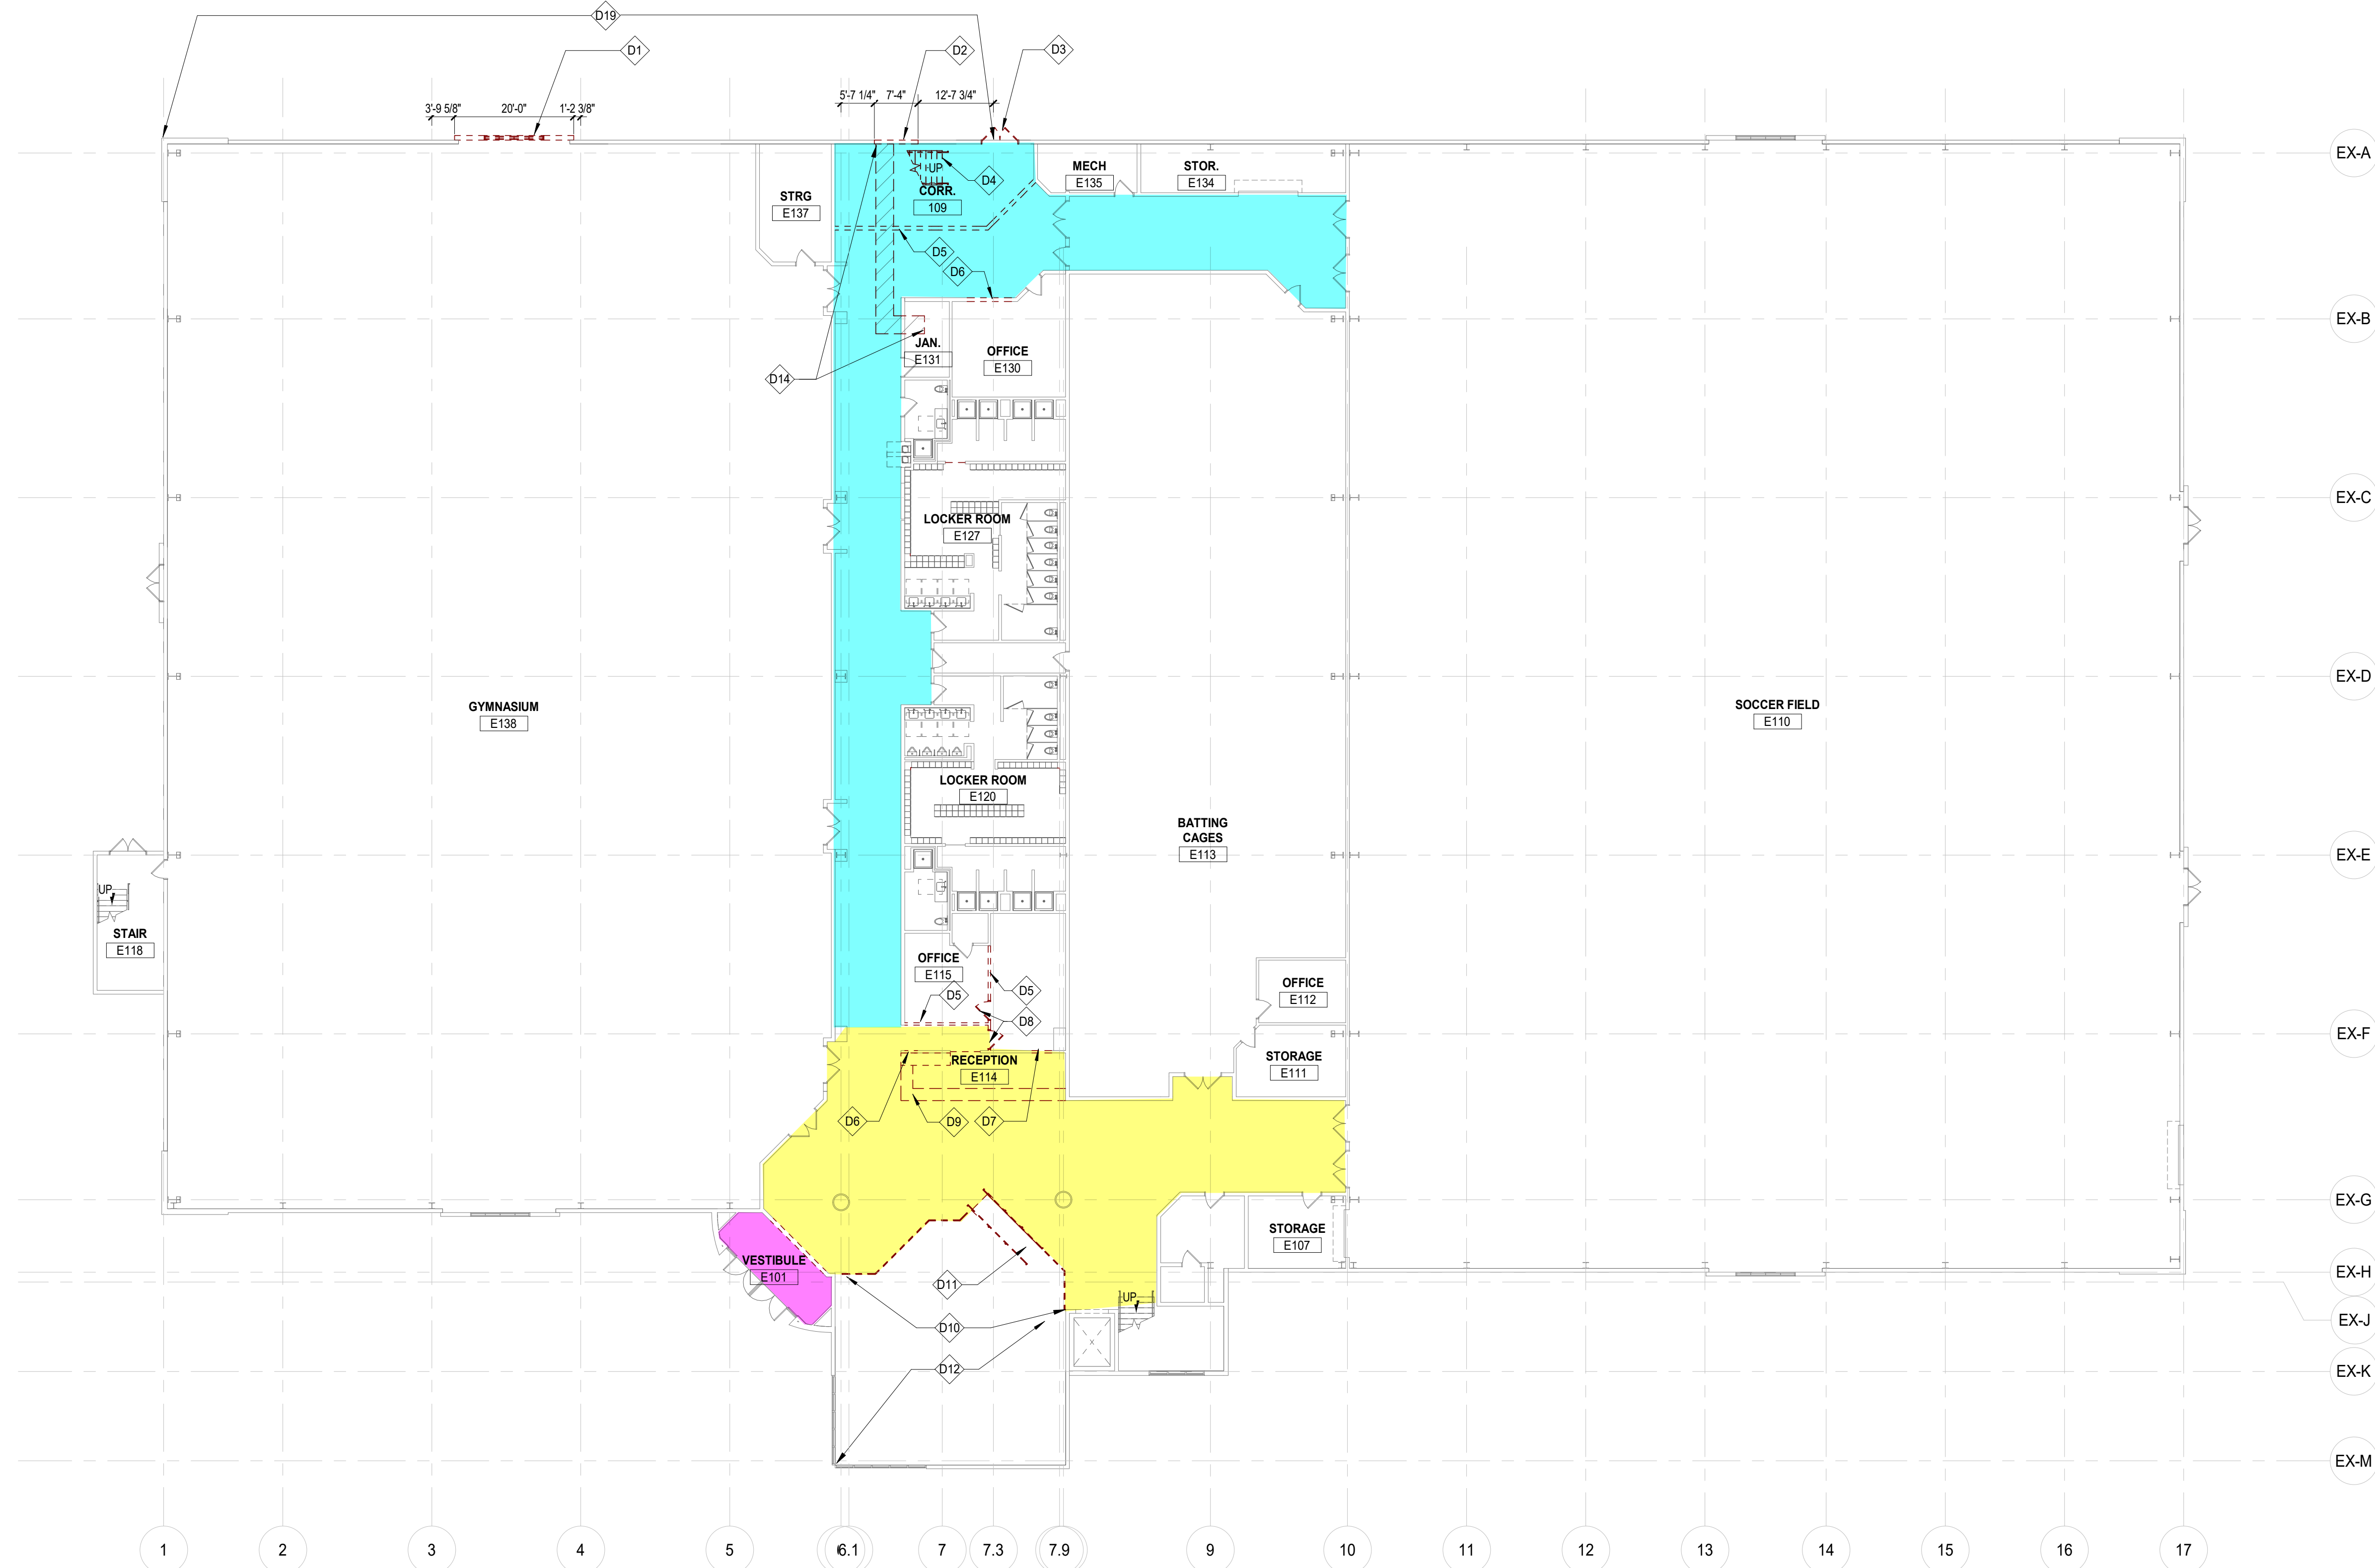 D19
D1
D2
D3
3'-9 5/8"
20'-0"
1'-2 3/8"
5'-7 1/4"
7'-4"
12'-7 3/4"
EX-A
MECH
E135
STOR.
E134
UP
D4
CORR.
109
STRG
E137
D5
D6
EX-B
JAN.
E131
OFFICE
E130
D14
EX-C
LOCKER ROOM
E127
EX-D
GYMNASIUM
E138
SOCCER FIELD
E110
LOCKER ROOM
E120
BATTING
CAGES
E113
EX-E
UP
STAIR
E118
OFFICE
E115
D5
D5
D8
OFFICE
E112
EX-F
RECEPTION
E114
STORAGE
E111
D6
D9
D7
EX-G
STORAGE
E107
VESTIBULE
E101
D11
EX-H
UP
D10
EX-J
D12
EX-K
EX-M
1
2
3
4
5
6.1
7
7.3
7.9
9
10
11
12
13
14
15
16
17